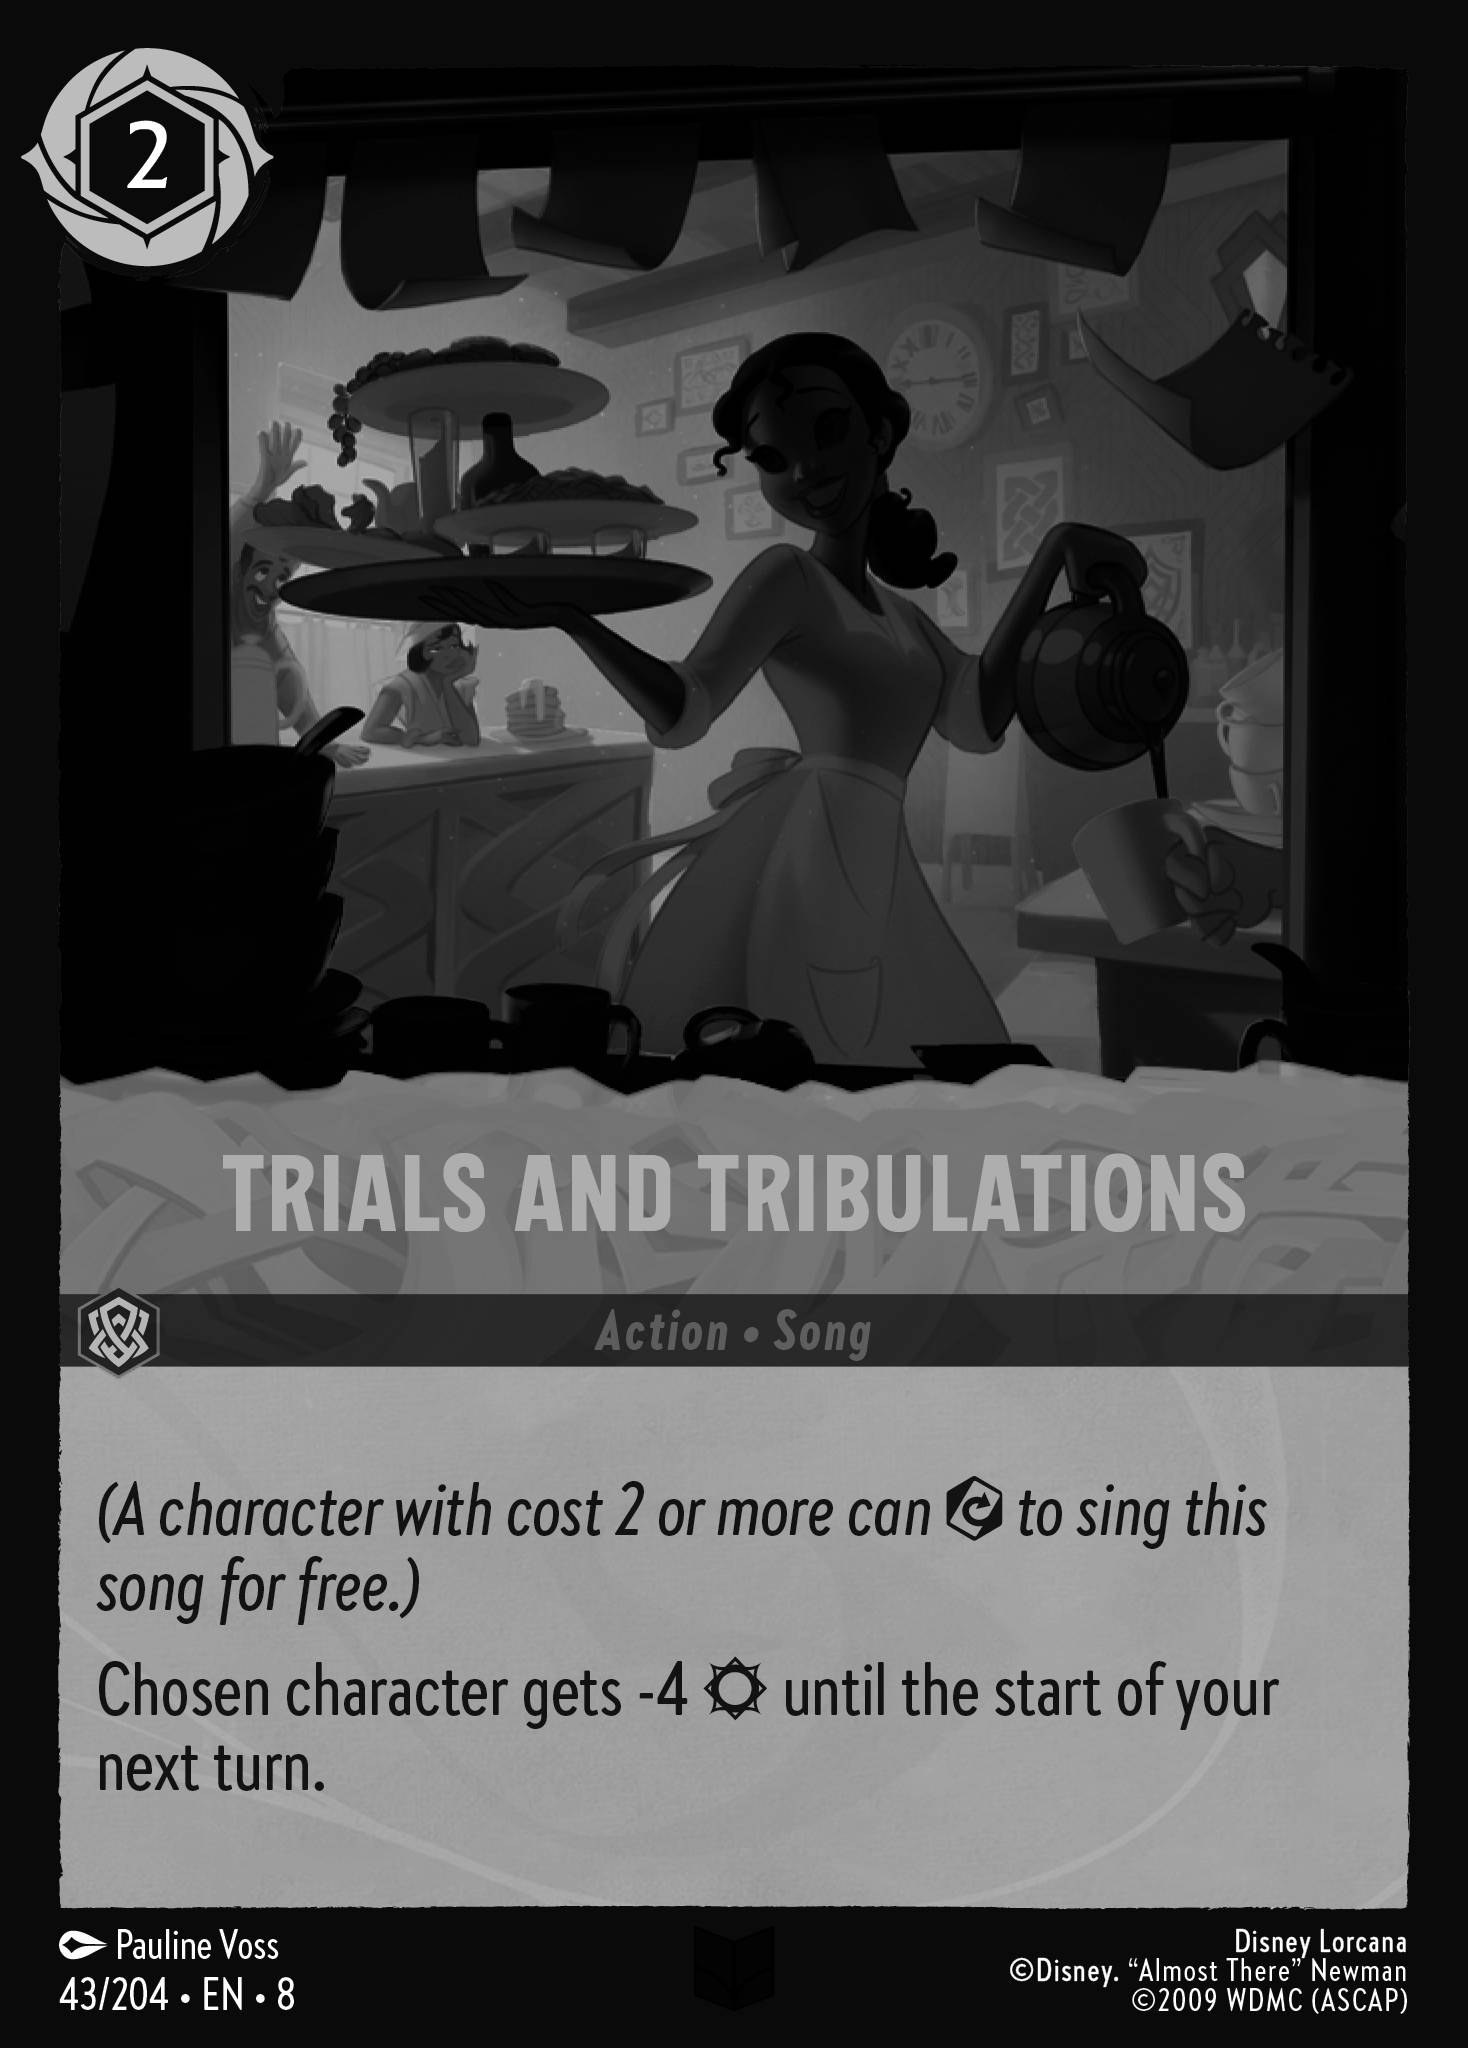 2
TRIALS AND TRIBULATIONS
Action • Song
(A character with cost 2 or more can to sing this
song for free.)
Chosen character gets -4 until the start of your
next turn.
Pauline Voss
43/204 • EN • 8
Disney Lorcana
©Disney. “Almost There” Newman
©2009 WDMC (ASCAP)